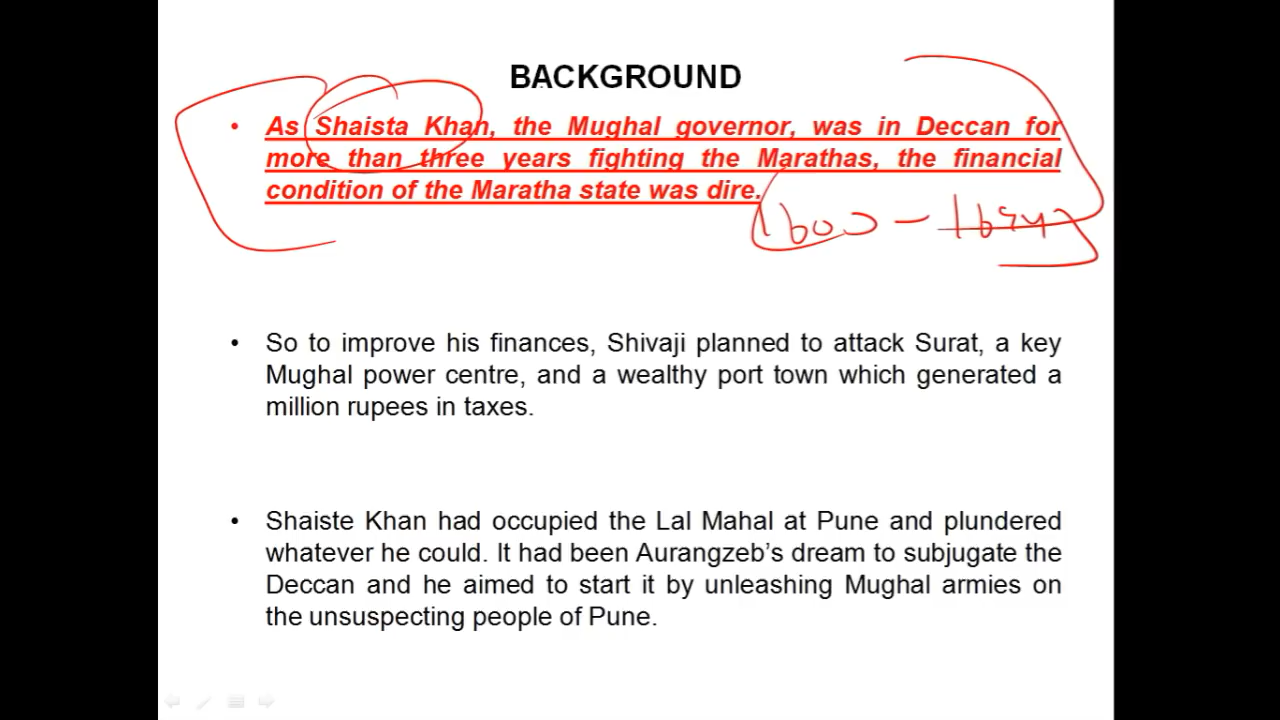 BACKGROUND
• As Shaista Khan, the Mughal governor, was in Deccan for
more than three years fighting the Marathas, the financial
condition of the Maratha state was dire.
1600 –
• So to improve his finances, Shivaji planned to attack Surat, a key
Mughal power centre, and a wealthy port town which generated a
million rupees in taxes.
• Shaiste Khan had occupied the Lal Mahal at Pune and plundered
whatever he could. It had been Aurangzeb's dream to subjugate the
Deccan and he aimed to start it by unleashing Mughal armies on
the unsuspecting people of Pune.